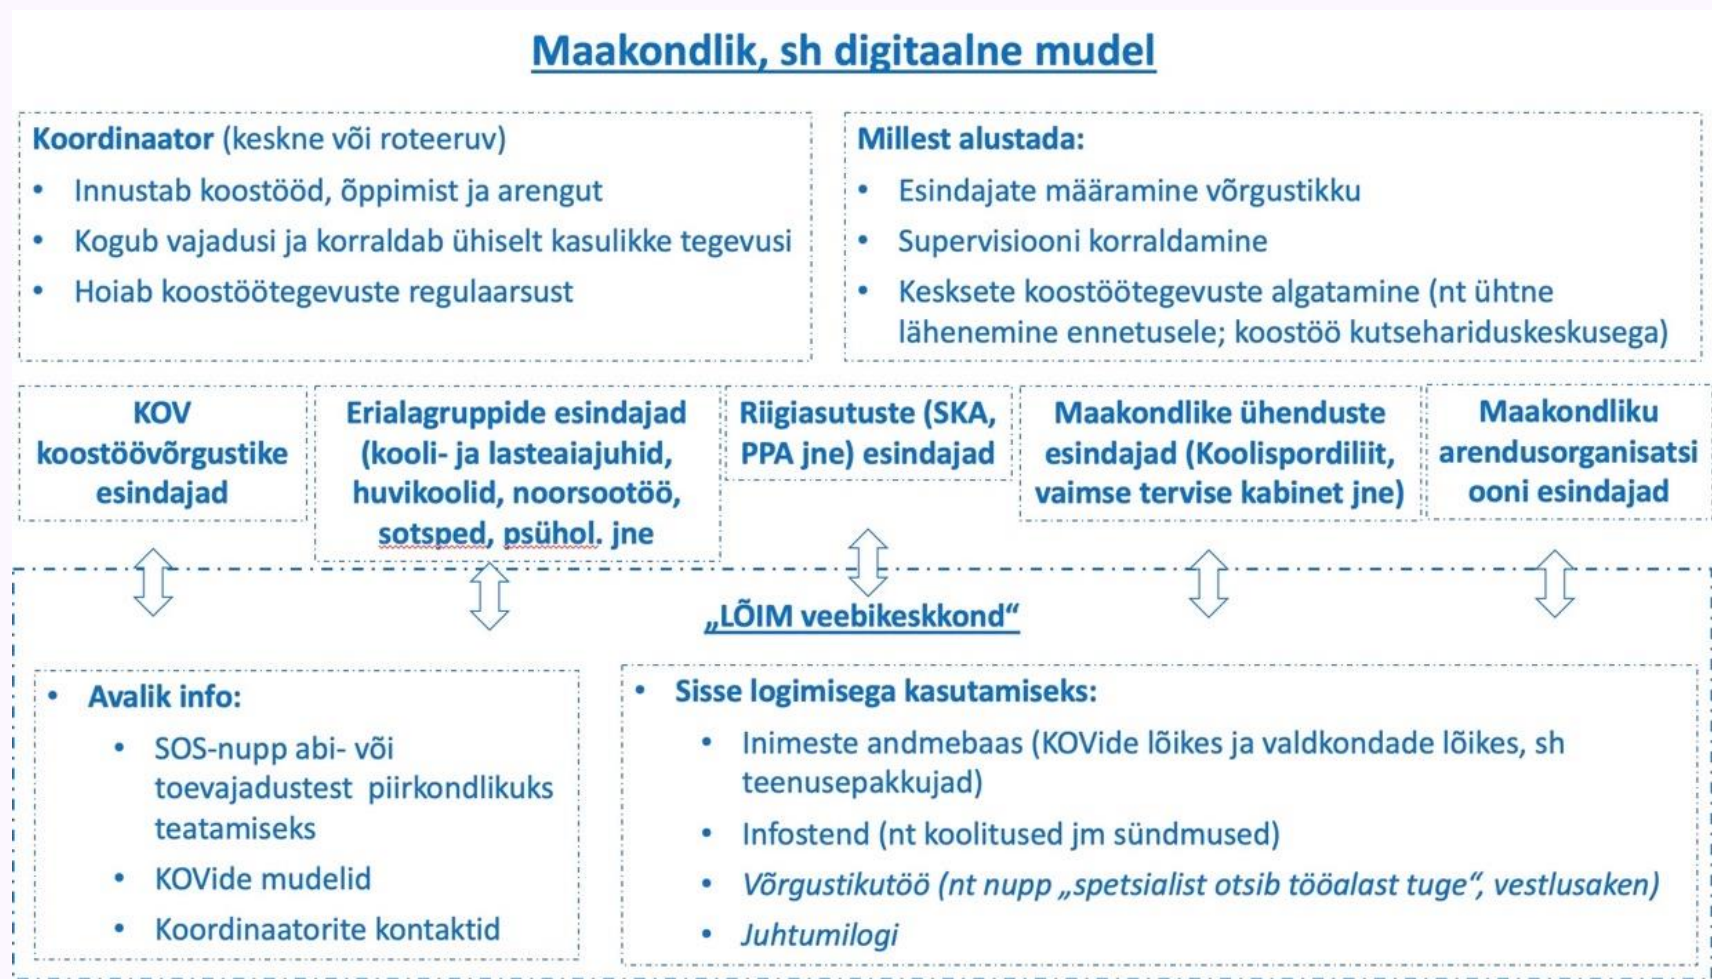 Maakondlik, sh digitaalne mudel
Koordinaator (keskne või roteeruv)
• Innustab koostööd, õppimist ja arengut
• Kogub vajadusi ja korraldab ühiselt kasulikke tegevusi
• Hoiab koostöötegevuste regulaarsust
Millest alustada:
• Esindajate määramine võrgustikku
• Supervisiooni korraldamine
• Kesksete koostöötegevuste algatamine (nt ühtne
lähenemine ennetusele; koostöö kutsehariduskeskusega)
KOV
koostöövõrgustike
esindajad
Erialagruppide esindajad
(kooli- ja lasteaiajuhid,
huvikoolid, noorsootöö,
sotsped, psühol. jne
Riigiasutuste (SKA,
PPA jne) esindajad
Maakondlike ühenduste
esindajad (Koolispordiliit,
vaimse tervise kabinet jne)
Maakondliku
arendusorganisatsi
ooni esindajad
„LÕIM veebikeskkond“
• Avalik info:
• SOS-nupp abi- või
toevajadustest piirkondlikuks
teatamiseks
• KOVide mudelid
• Koordinaatorite kontaktid
• Sisse logimisega kasutamiseks:
• Inimeste andmebaas (KOVide lõikes ja valdkondade lõikes, sh
teenusepakkujad)
• Infostend (nt koolitused jm sündmused)
• Võrgustikutöö (nt nupp „spetsialist otsib tööalast tuge“, vestlusaken)
• Juhtumilogi